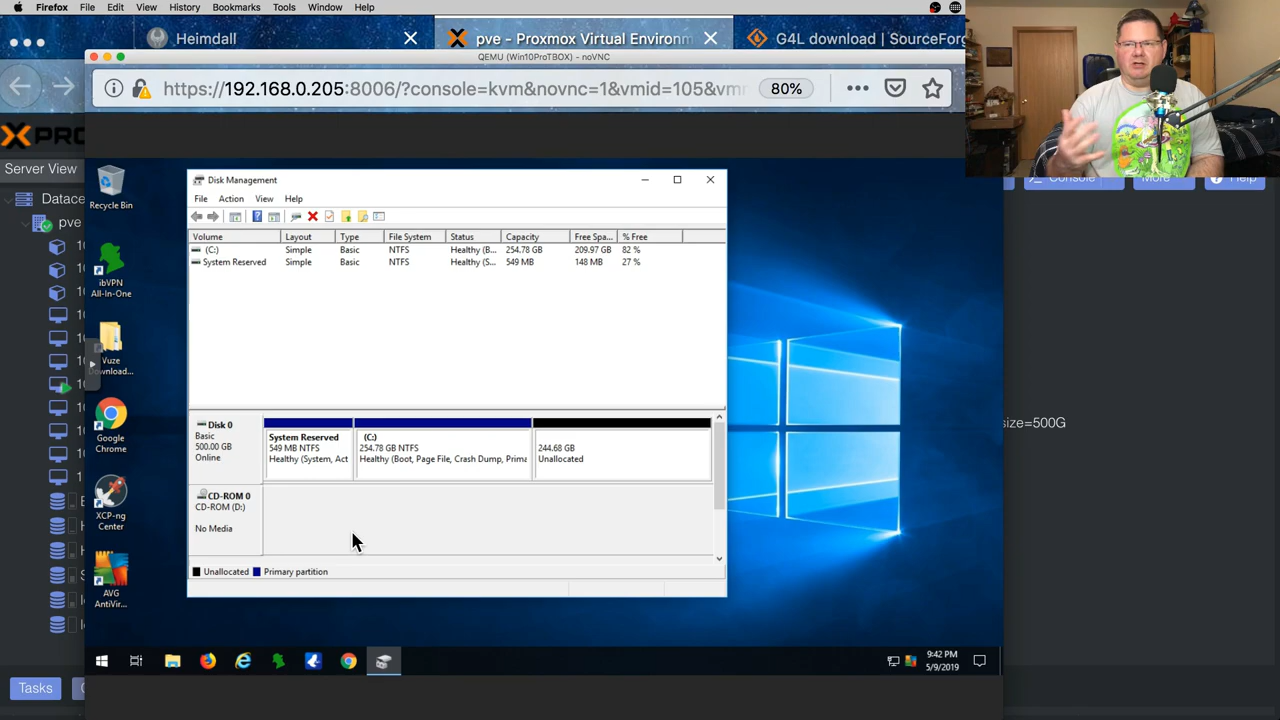 Firefox File Edit View History Bookmarks Tools Window Help
Heimdall
pve - Proxmox Virtual Environm
G4L download | SourceForg
QEMU (Win10ProTBOX) - noVNC
https://192.168.0.205:8006/?console=kvm&novnc=1&vmid=105&vm
80%
Server View
Console
More
Help
pve
Recycle Bin
ibVPN
All-In-One
Vuze
Download...
Google
Chrome
XCP-ng
Center
AVG
AntiVir...
Disk Management
File Action View Help
Volume Layout Type File System Status Capacity Free Spa... % Free
(C:) Simple Basic NTFS Healthy (B... 254.78 GB 209.97 GB 82 %
System Reserved Simple Basic NTFS Healthy (S... 549 MB 148 MB 27 %
Disk 0
Basic
500.00 GB
Online
System Reserved
549 MB NTFS
Healthy (System, Act
(C:)
254.78 GB NTFS
Healthy (Boot, Page File, Crash Dump, Prima
244.68 GB
Unallocated
CD-ROM 0
CD-ROM (D:)
No Media
Unallocated Primary partition
size=500G
9:42 PM
5/9/2019
Tasks